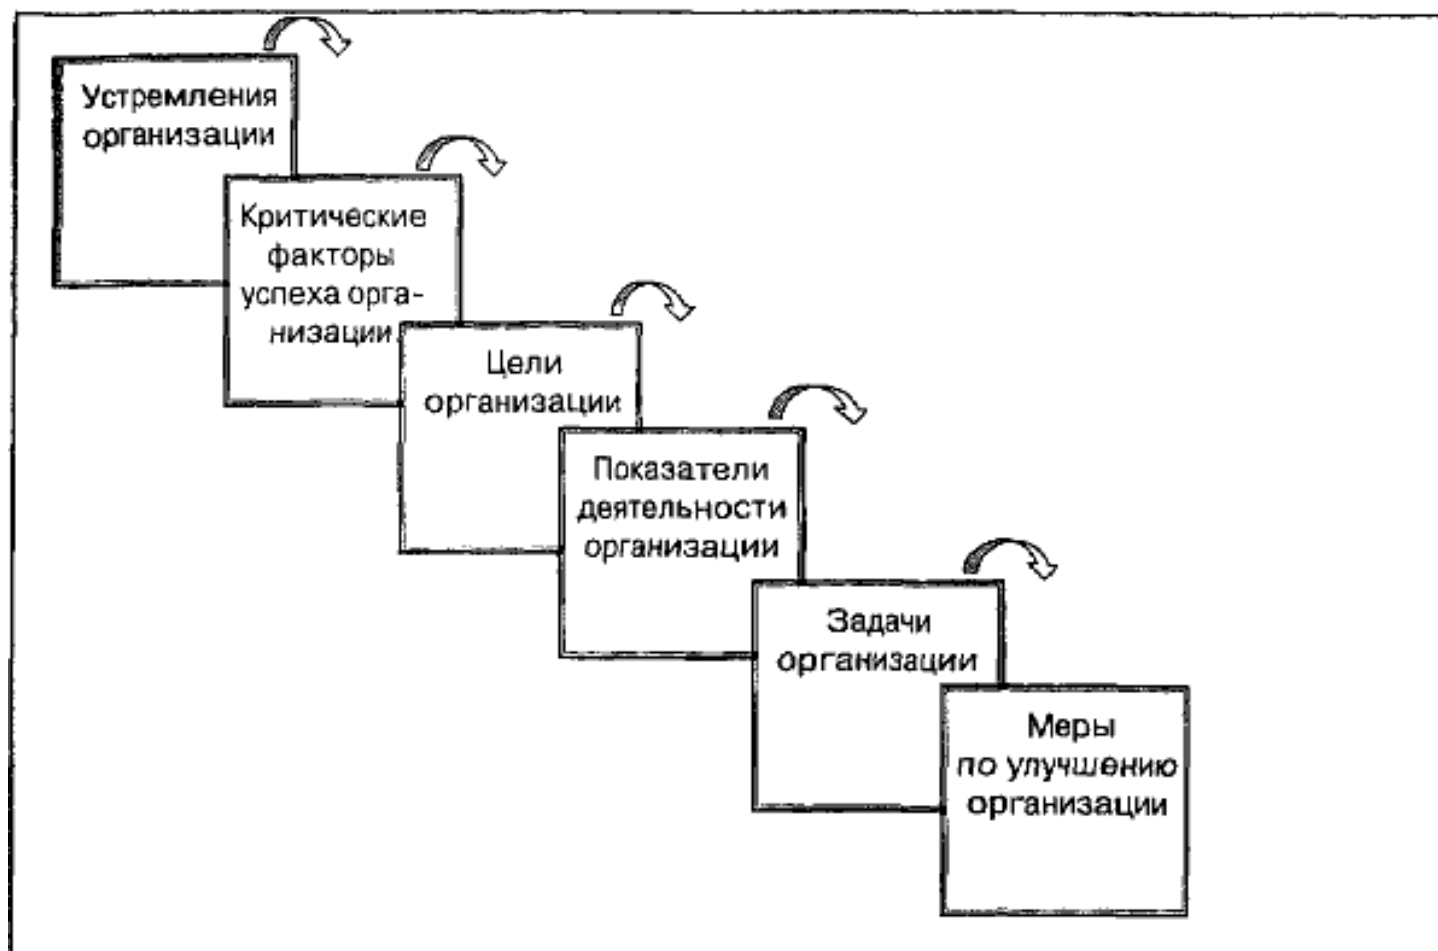 Устремления
организации
Критические
факторы
успеха орга-
низации
Цели
организации
Показатели
деятельности
организации
Задачи
организации
Меры
по улучшению
организации